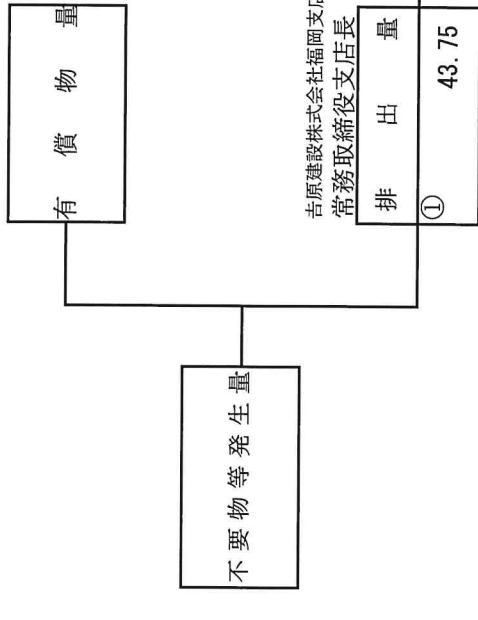 不要物等発生量
有償物量
吉原建設株式会社福岡支店
常務取締役支店長
排出量
①
43.75